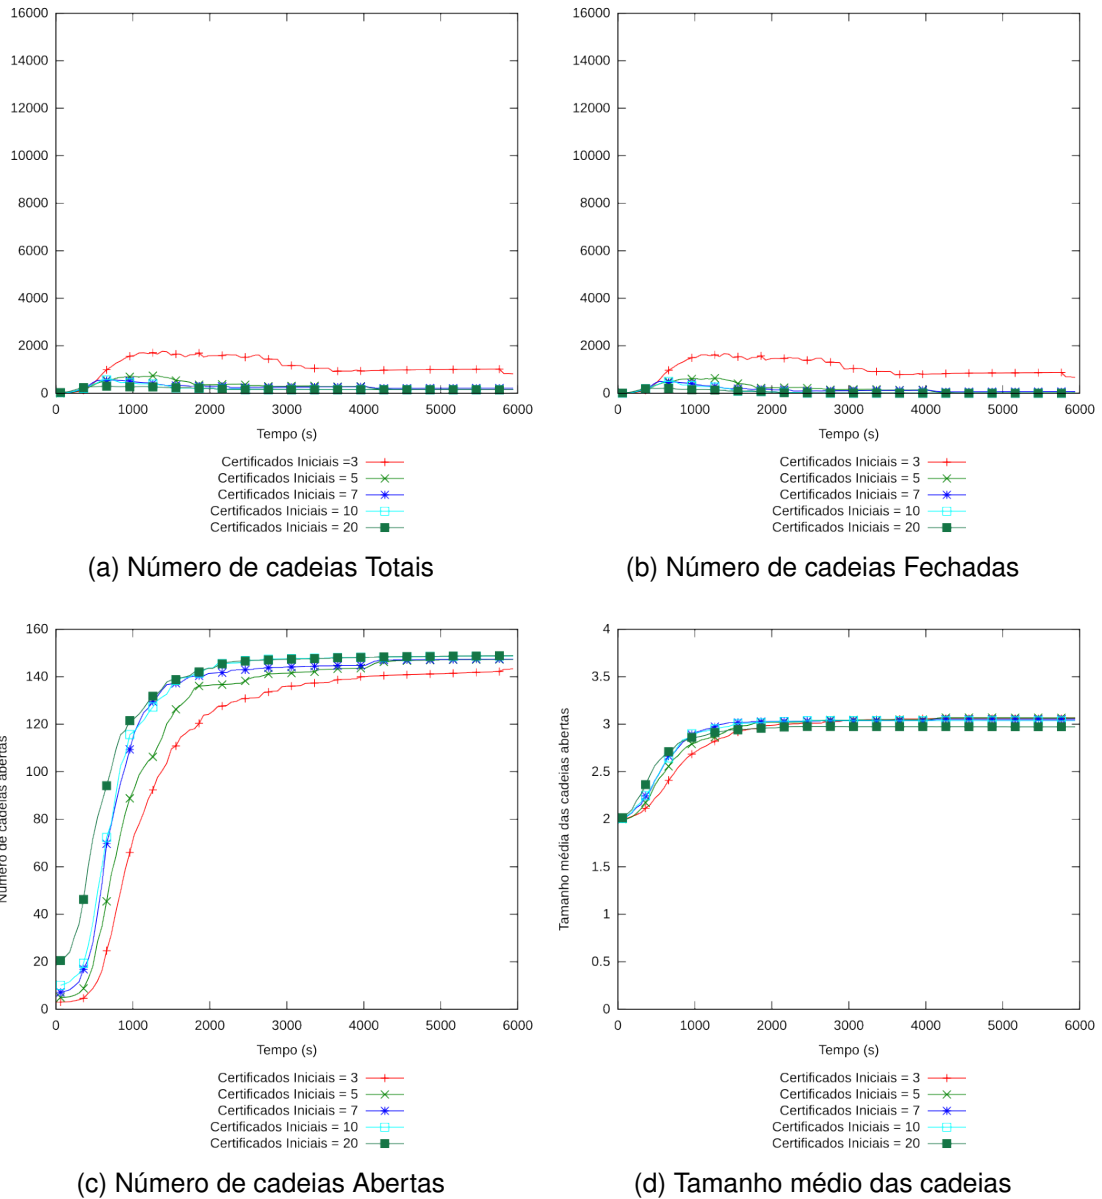 16000
14000
12000
10000
8000
6000
4000
2000
0
0 1000 2000 3000 4000 5000 6000
Tempo (s)
Certificados Iniciais =3
Certificados Iniciais = 5
Certificados Iniciais = 7
Certificados Iniciais = 10
Certificados Iniciais = 20
(a) Número de cadeias Totais
16000
14000
12000
10000
8000
6000
4000
2000
0
0 1000 2000 3000 4000 5000 6000
Tempo (s)
Certificados Iniciais = 3
Certificados Iniciais = 5
Certificados Iniciais = 7
Certificados Iniciais = 10
Certificados Iniciais = 20
(b) Número de cadeias Fechadas
Número de cadeias abertas
160
140
120
100
80
60
40
20
0
0 1000 2000 3000 4000 5000 6000
Tempo (s)
Certificados Iniciais = 3
Certificados Iniciais = 5
Certificados Iniciais = 7
Certificados Iniciais = 10
Certificados Iniciais = 20
(c) Número de cadeias Abertas
Tamanho média das cadeias abertas
4
3.5
3
2.5
2
1.5
1
0.5
0
0 1000 2000 3000 4000 5000 6000
Tempo (s)
Certificados Iniciais = 3
Certificados Iniciais = 5
Certificados Iniciais = 7
Certificados Iniciais = 10
Certificados Iniciais = 20
(d) Tamanho médio das cadeias